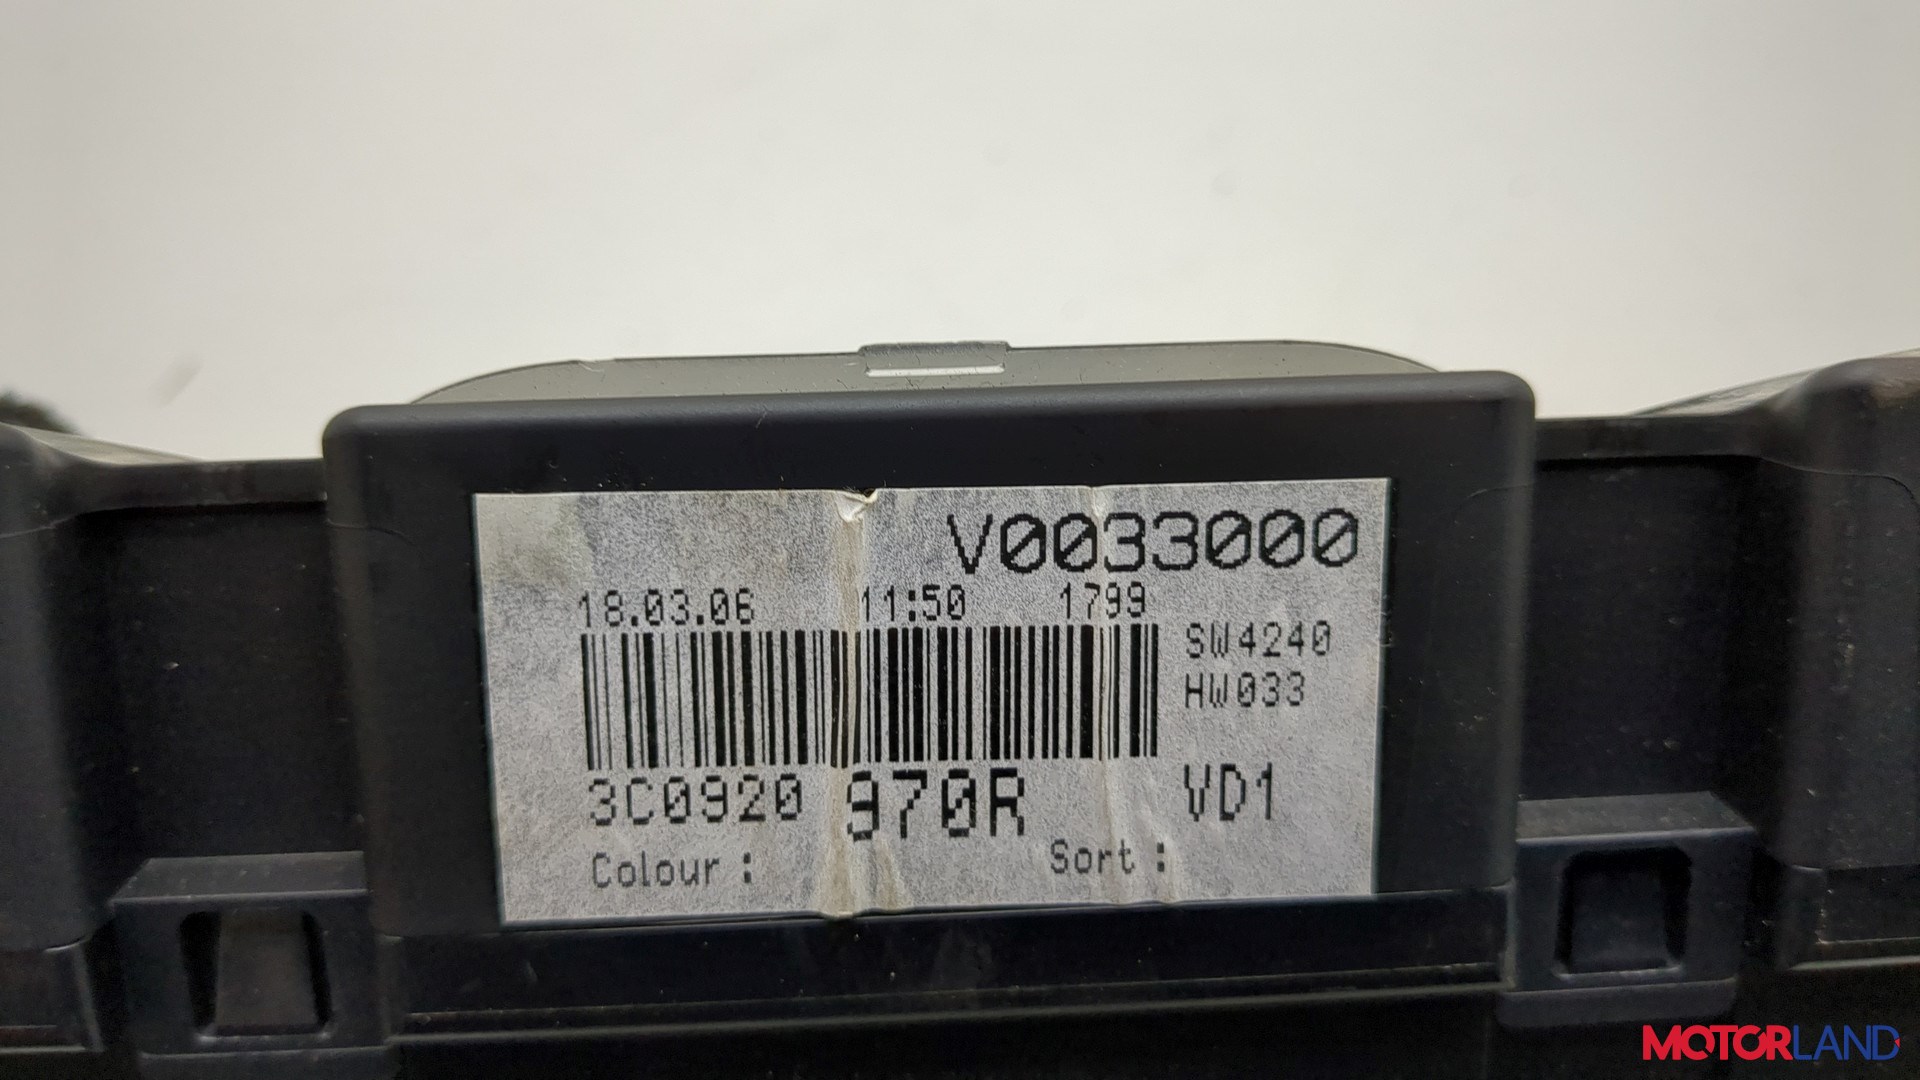 V0033000
18.03.06 11:50 1799
SW4240
HW033
3C0920 970R VD1
Colour : Sort :
MOTORLAND